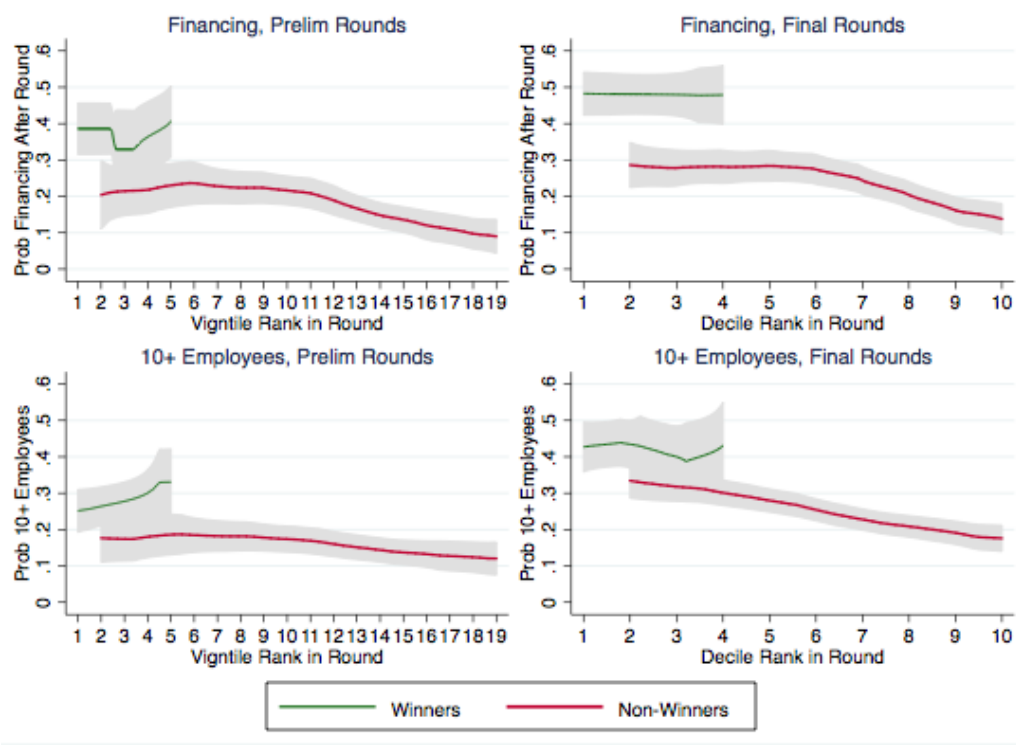 Financing, Prelim Rounds
Prob Financing After Round
.6
.5
.4
.3
.2
.1
0
1 2 3 4 5 6 7 8 9 10 11 12 13 14 15 16 17 18 19
Vigntile Rank in Round
Financing, Final Rounds
Prob Financing After Round
.6
.5
.4
.3
.2
.1
0
1 2 3 4 5 6 7 8 9 10
Decile Rank in Round
10+ Employees, Prelim Rounds
Prob 10+ Employees
.6
.5
.4
.3
.2
.1
0
1 2 3 4 5 6 7 8 9 10 11 12 13 14 15 16 17 18 19
Vigntile Rank in Round
10+ Employees, Final Rounds
Prob 10+ Employees
.6
.5
.4
.3
.2
.1
0
1 2 3 4 5 6 7 8 9 10
Decile Rank in Round
Winners
Non-Winners